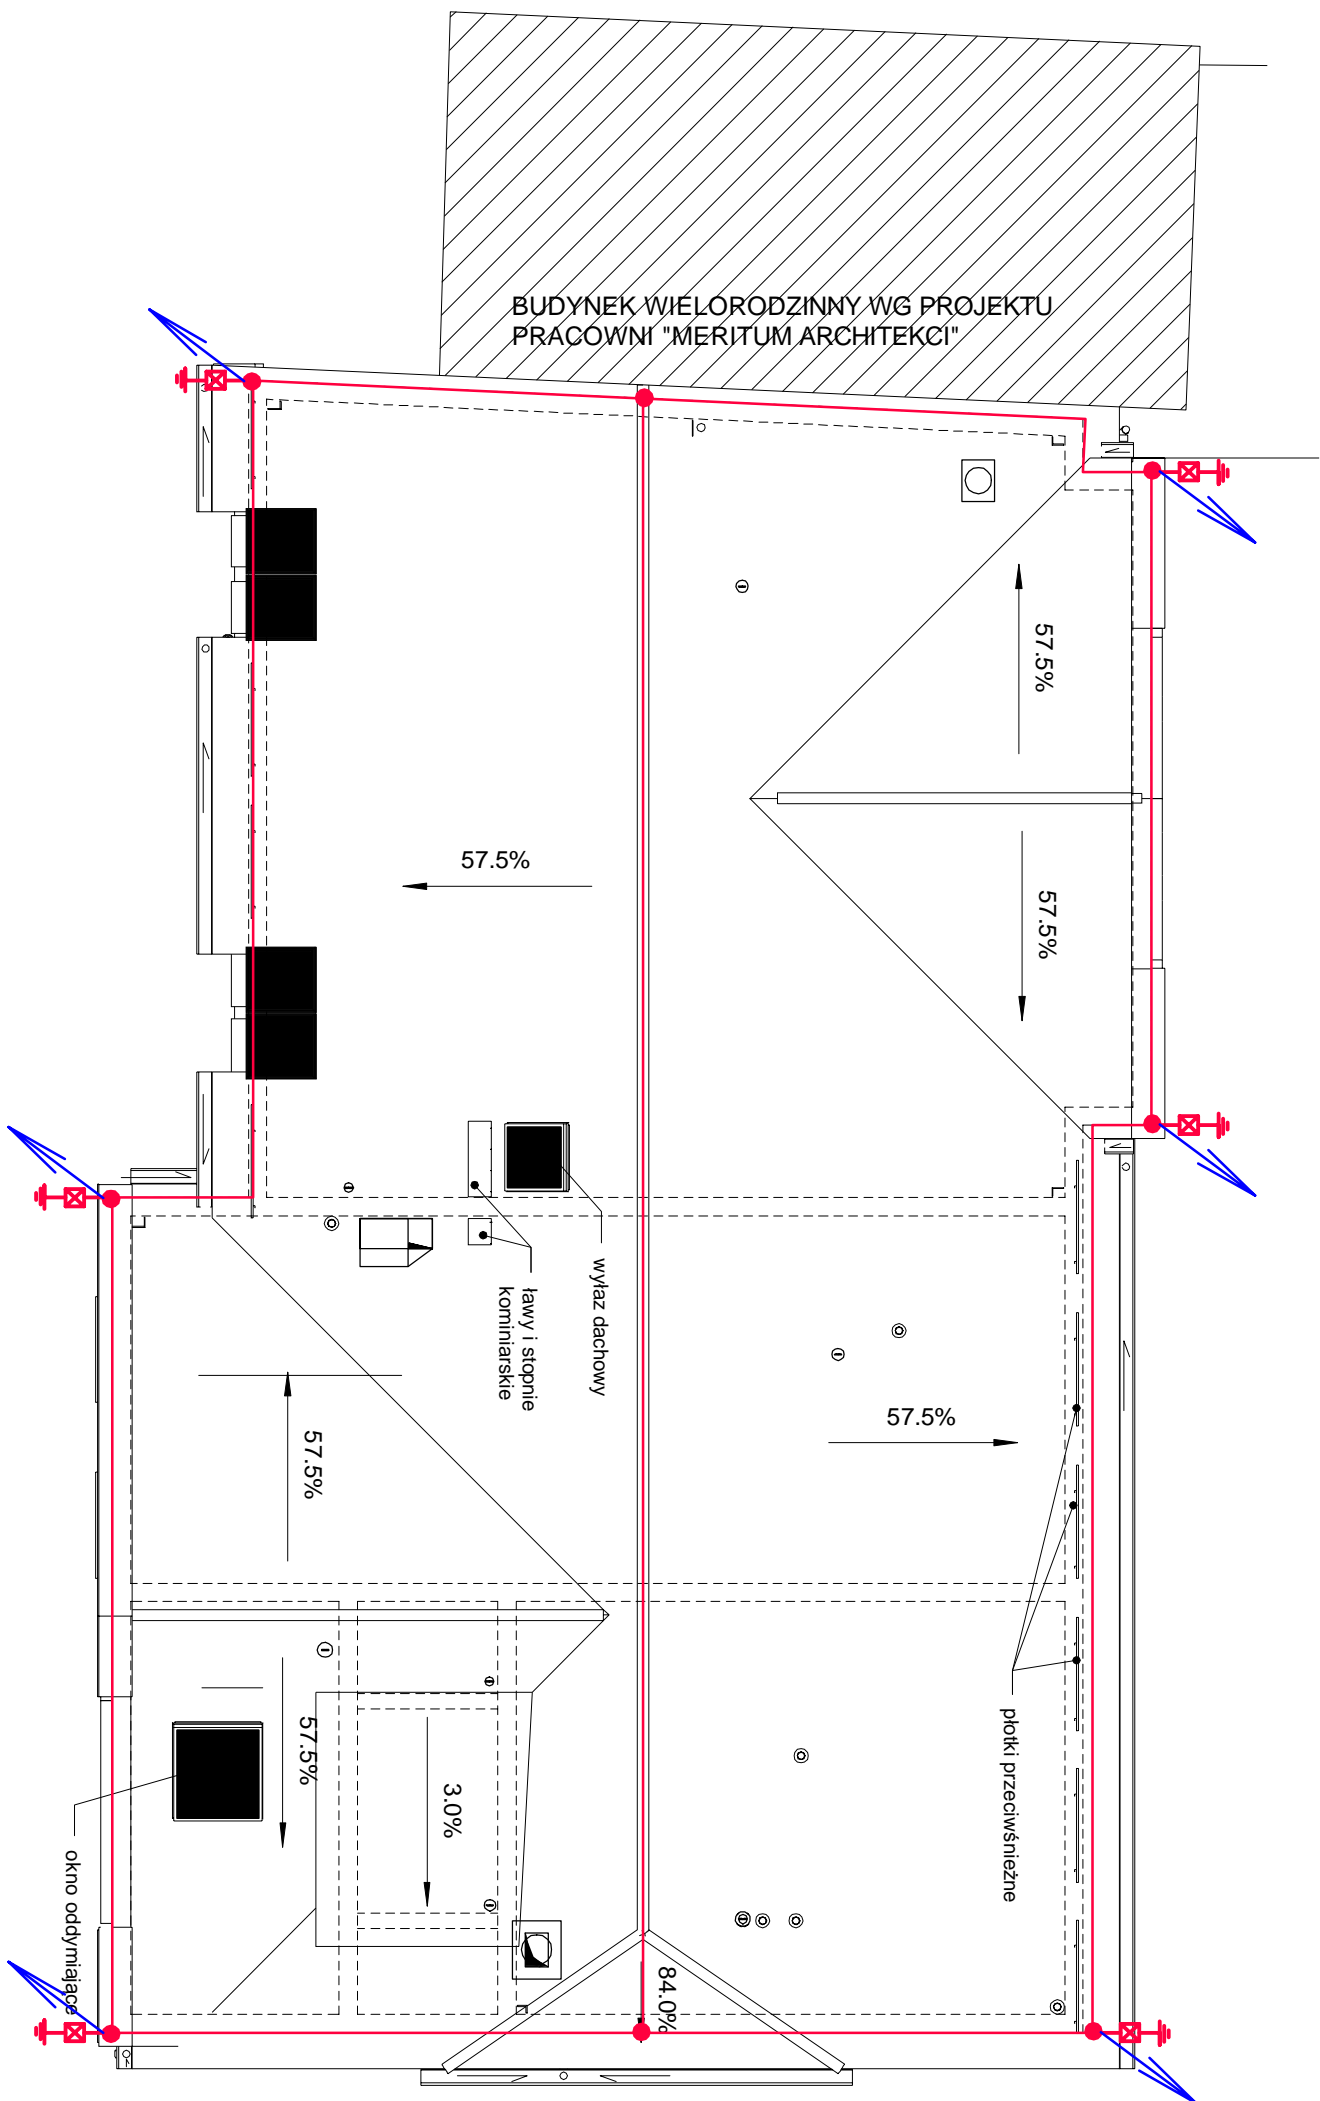 BUDYNEK WIELORODZINNY WG PROJEKTU
PRACOWNI "MERITUM ARCHITEKCI"
57.5%
57.5%
57.5%
wyłaz dachowy
ławy i stopnie
kominiarskie
57.5%
57.5%
57.5%
3.0%
płotki przeciwśnieżne
okno oddymiające
84.0%